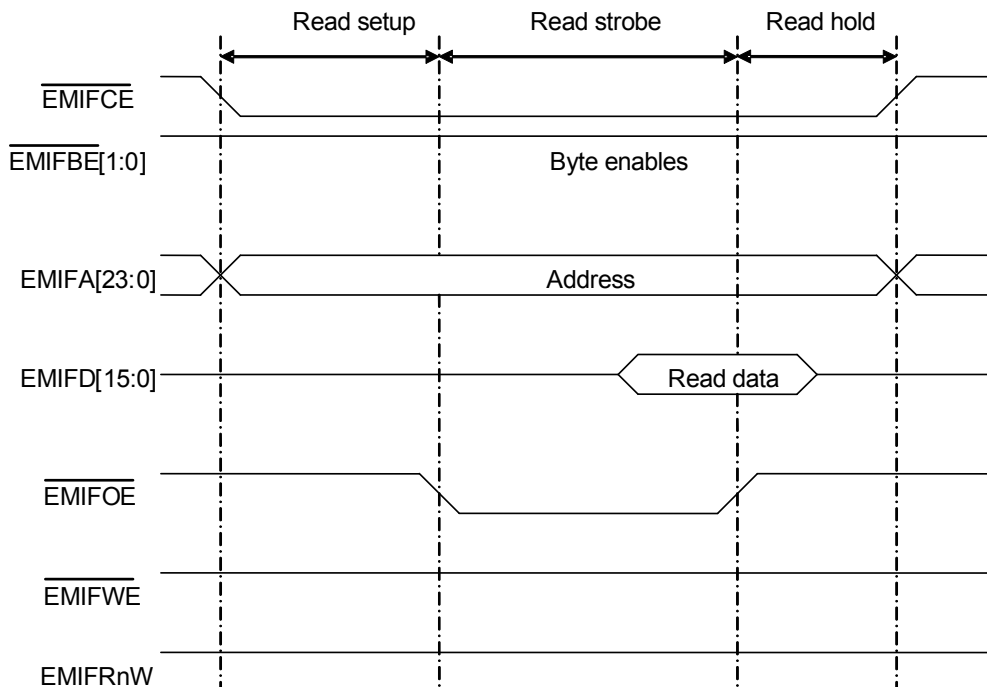 Read setup Read strobe Read hold
EMIFCE
EMIFBE[1:0] Byte enables
EMIFA[23:0] Address
EMIFD[15:0] Read data
EMIFOE
EMIFWE
EMIFRnW